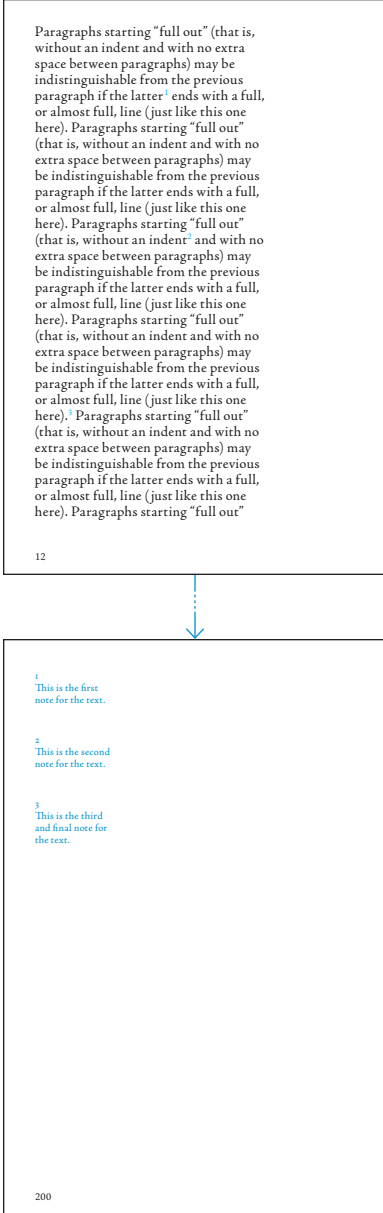 Paragraphs starting “full out” (that is,
without an indent and with no extra
space between paragraphs) may be
indistinguishable from the previous
paragraph if the latter¹ ends with a full,
or almost full, line (just like this one
here). Paragraphs starting “full out”
(that is, without an indent and with no
extra space between paragraphs) may
be indistinguishable from the previous
paragraph if the latter ends with a full,
or almost full, line (just like this one
here). Paragraphs starting “full out”
(that is, without an indent² and with no
extra space between paragraphs) may
be indistinguishable from the previous
paragraph if the latter ends with a full,
or almost full, line (just like this one
here). Paragraphs starting “full out”
(that is, without an indent and with no
extra space between paragraphs) may
be indistinguishable from the previous
paragraph if the latter ends with a full,
or almost full, line (just like this one
here).³ Paragraphs starting “full out”
(that is, without an indent and with no
extra space between paragraphs) may
be indistinguishable from the previous
paragraph if the latter ends with a full,
or almost full, line (just like this one
here). Paragraphs starting “full out”
12
1
This is the first
note for the text.
2
This is the second
note for the text.
3
This is the third
and final note for
the text.
200